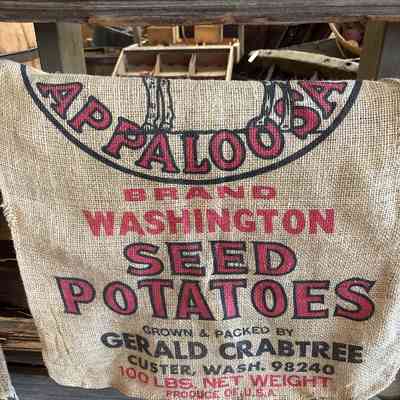 APPALOOSA
BRAND
WASHINGTON
SEED
POTATOES
GROWN & PACKED BY
GERALD CRABTREE
CUSTER, WASH. 98240
100 LBS. NET WEIGHT
PRODUCE OF U.S.A.